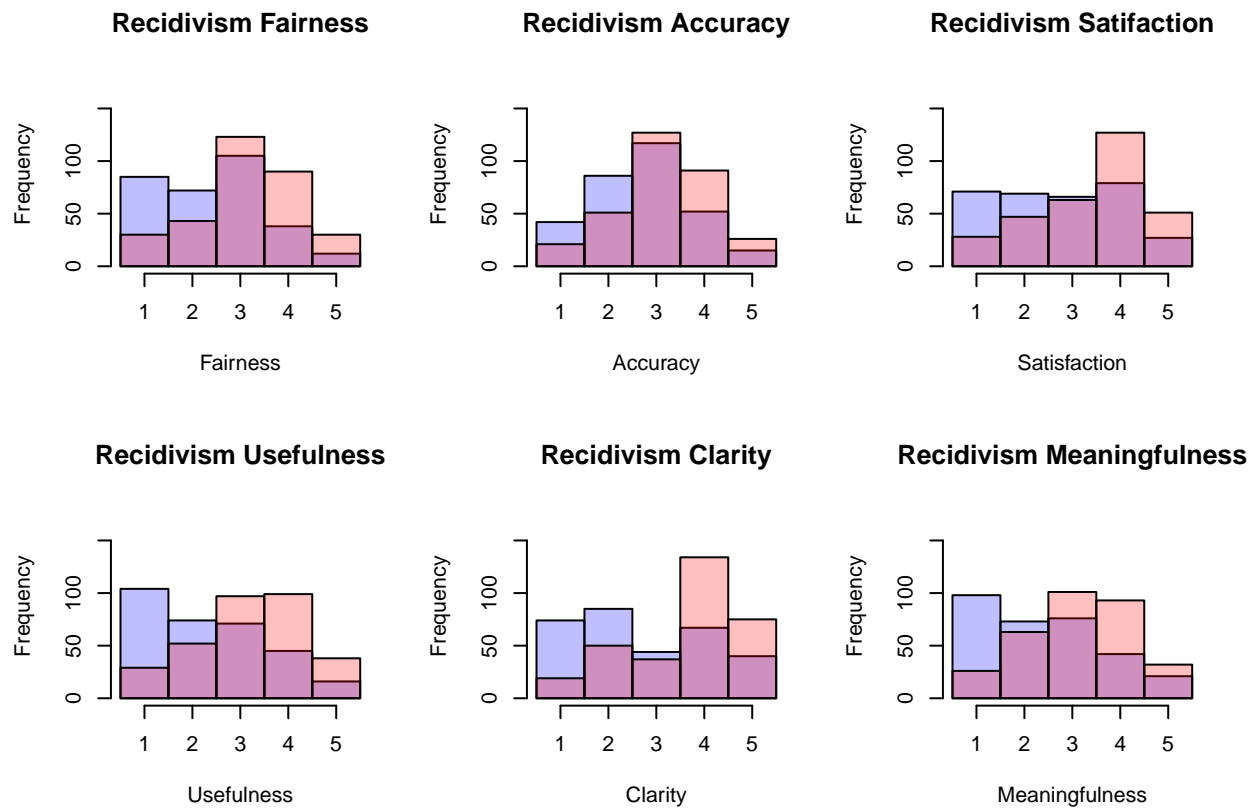 Recidivism Fairness
Frequency
0 50 100
1 2 3 4 5
Fairness
Recidivism Accuracy
Frequency
0 50 100
1 2 3 4 5
Accuracy
Recidivism Satifaction
Frequency
0 50 100
1 2 3 4 5
Satisfaction
Recidivism Usefulness
Frequency
0 50 100
1 2 3 4 5
Usefulness
Recidivism Clarity
Frequency
0 50 100
1 2 3 4 5
Clarity
Recidivism Meaningfulness
Frequency
0 50 100
1 2 3 4 5
Meaningfulness